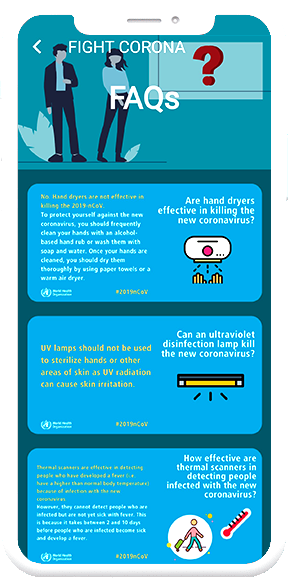 FIGHT CORONA
?
FAQs
Are hand dryers
effective in killing the
new coronavirus?
No. Hand dryers are not effective in
killing the 2019-nCoV.
To protect yourself against the new
coronavirus, you should frequently
clean your hands with an alcohol-
based hand rub or wash them with
soap and water. Once your hands are
cleaned, you should dry them
thoroughly by using paper towels or a
warm air dryer.
World Health
Organization
#2019nCoV
Can an ultraviolet
disinfection lamp kill
the new coronavirus?
UV lamps should not be used
to sterilize hands or other
areas of skin as UV radiation
can cause skin irritation.
World Health
Organization
#2019nCoV
How effective are
thermal scanners in
detecting people
infected with the new
coronavirus?
Thermal scanners are effective in detecting
people who have developed a fever (i.e.
have a higher than normal body temperature)
because of infection with the new
coronavirus.
However, they cannot detect people who are
infected but are not yet sick with fever. This
is because it takes between 2 and 10 days
before people who are infected become sick
and develop a fever.
World Health
Organization
#2019nCoV